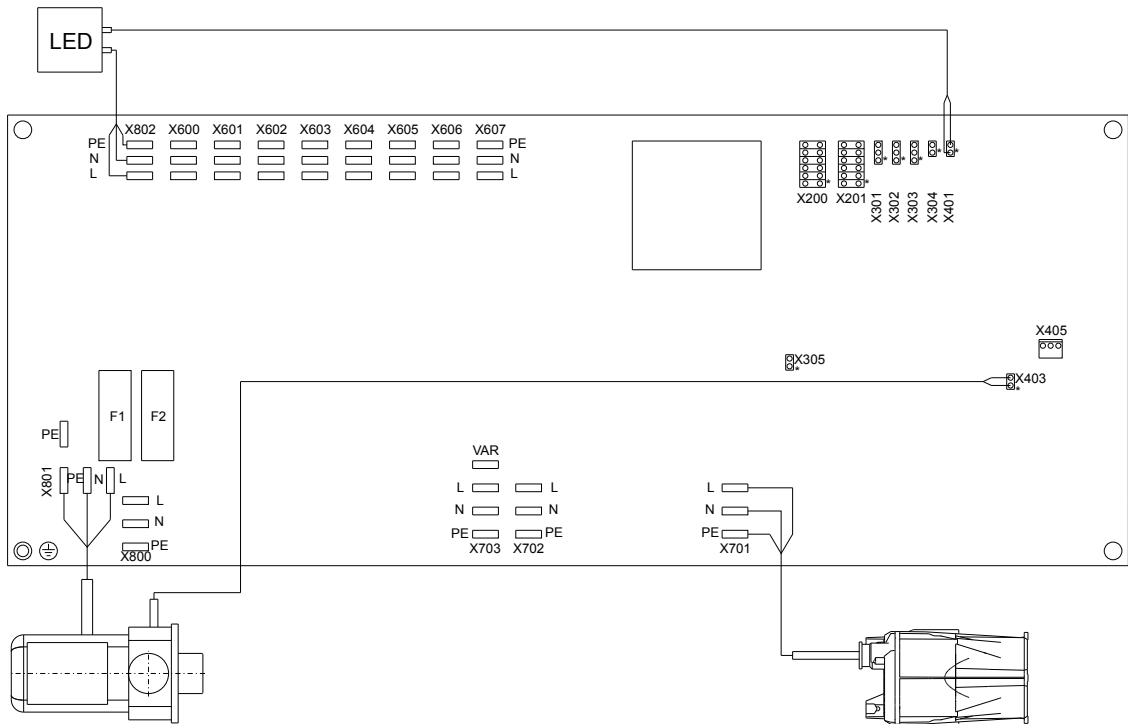 LED
X802 X600 X601 X602 X603 X604 X605 X606 X607
PE PE
N N
L L
* * * * * * *
X200 X201 X301 X302 X303 X304 X401
X405
X305
*
X403
*
F1 F2
PE
VAR
X801 PE N L
L L L
L
N N N
N
PE PE PE
PE
X800 X703 X702 X701